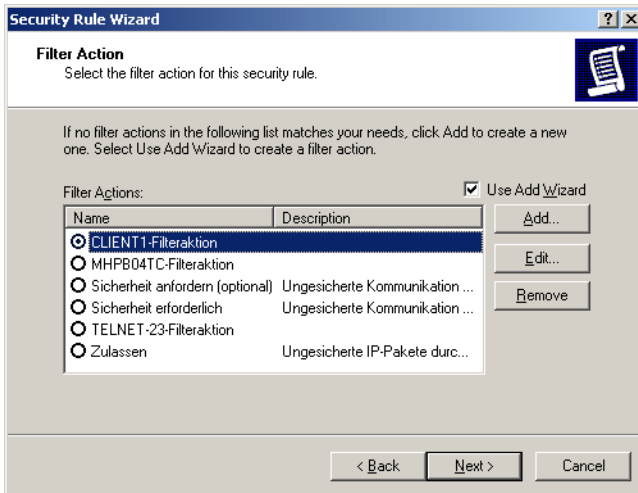 Security Rule Wizard
Filter Action
Select the filter action for this security rule.
If no filter actions in the following list matches your needs, click Add to create a new
one. Select Use Add Wizard to create a filter action.
Filter Actions:
Use Add Wizard
Name Description
CLIENT1-Filteraktion
MHPB04TC-Filteraktion
Sicherheit anfordern (optional) Ungesicherte Kommunikation ...
Sicherheit erforderlich Ungesicherte Kommunikation ...
TELNET-23-Filteraktion
Zulassen Ungesicherte IP-Pakete durc...
Add...
Edit...
Remove
< Back
Next >
Cancel